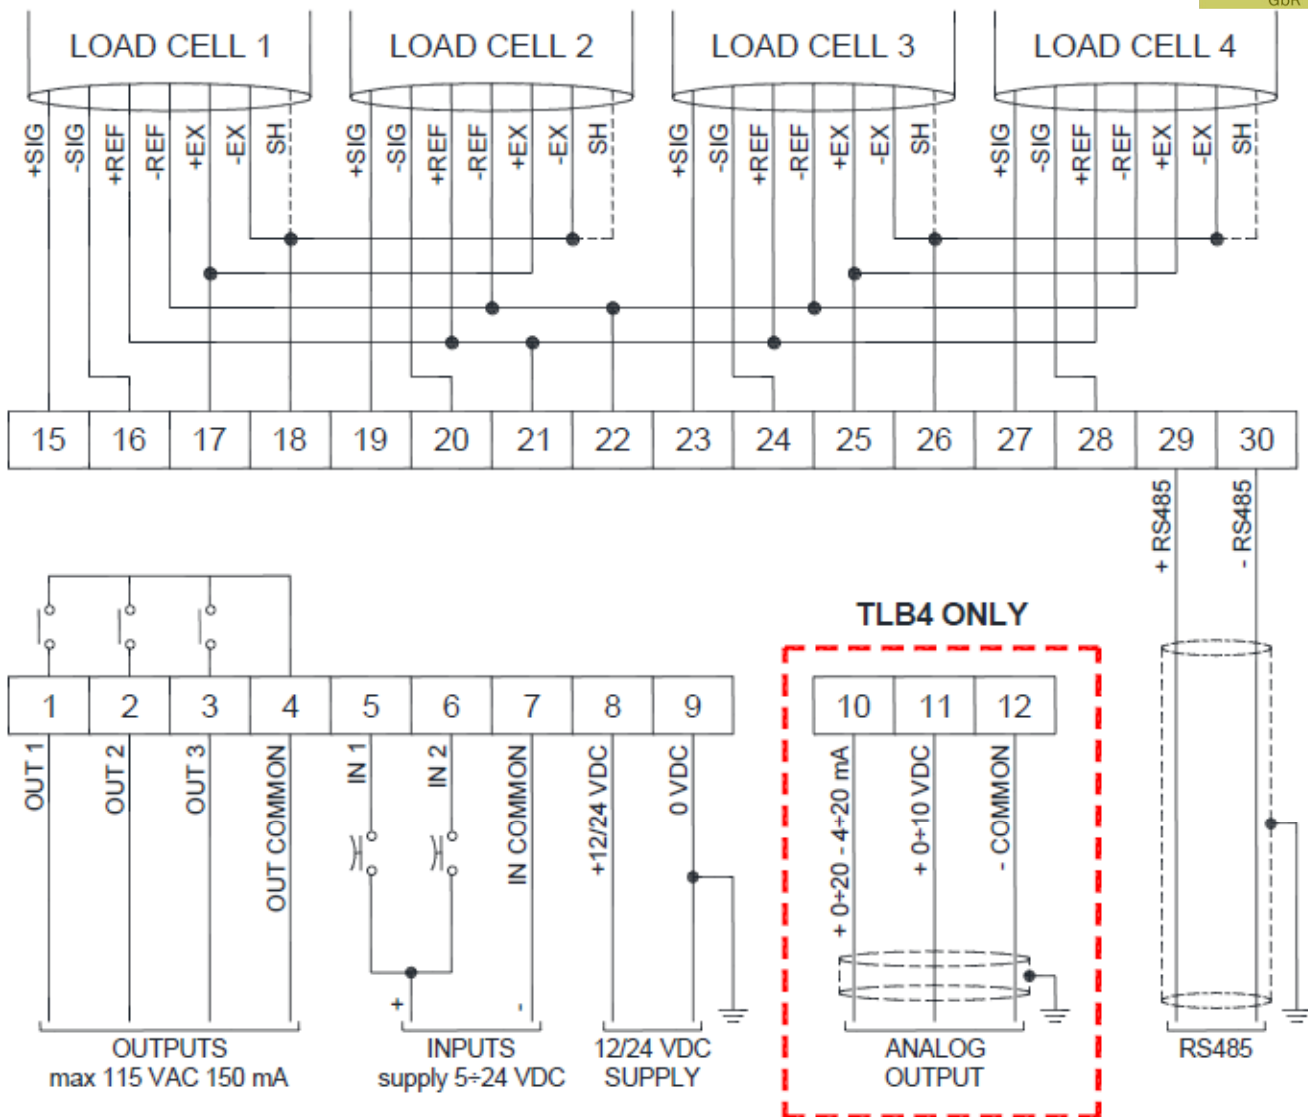 GUR
LOAD CELL 1
LOAD CELL 2
LOAD CELL 3
LOAD CELL 4
+SIG
-SIG
+REF
-REF
+EX
-EX
SH
+SIG
-SIG
+REF
-REF
+EX
-EX
SH
+SIG
-SIG
+REF
-REF
+EX
-EX
SH
+SIG
-SIG
+REF
-REF
+EX
-EX
SH
15 16 17 18 19 20 21 22 23 24 25 26 27 28 29 30
+ RS485
- RS485
TLB4 ONLY
1 2 3 4 5 6 7 8 9 10 11 12
OUT 1
OUT 2
OUT 3
OUT COMMON
IN 1
IN 2
IN COMMON
+12/24 VDC
0 VDC
+ 0÷20 - 4÷20 mA
+ 0÷10 VDC
- COMMON
+
-
OUTPUTS
max 115 VAC 150 mA
INPUTS
supply 5÷24 VDC
12/24 VDC
SUPPLY
ANALOG
OUTPUT
RS485